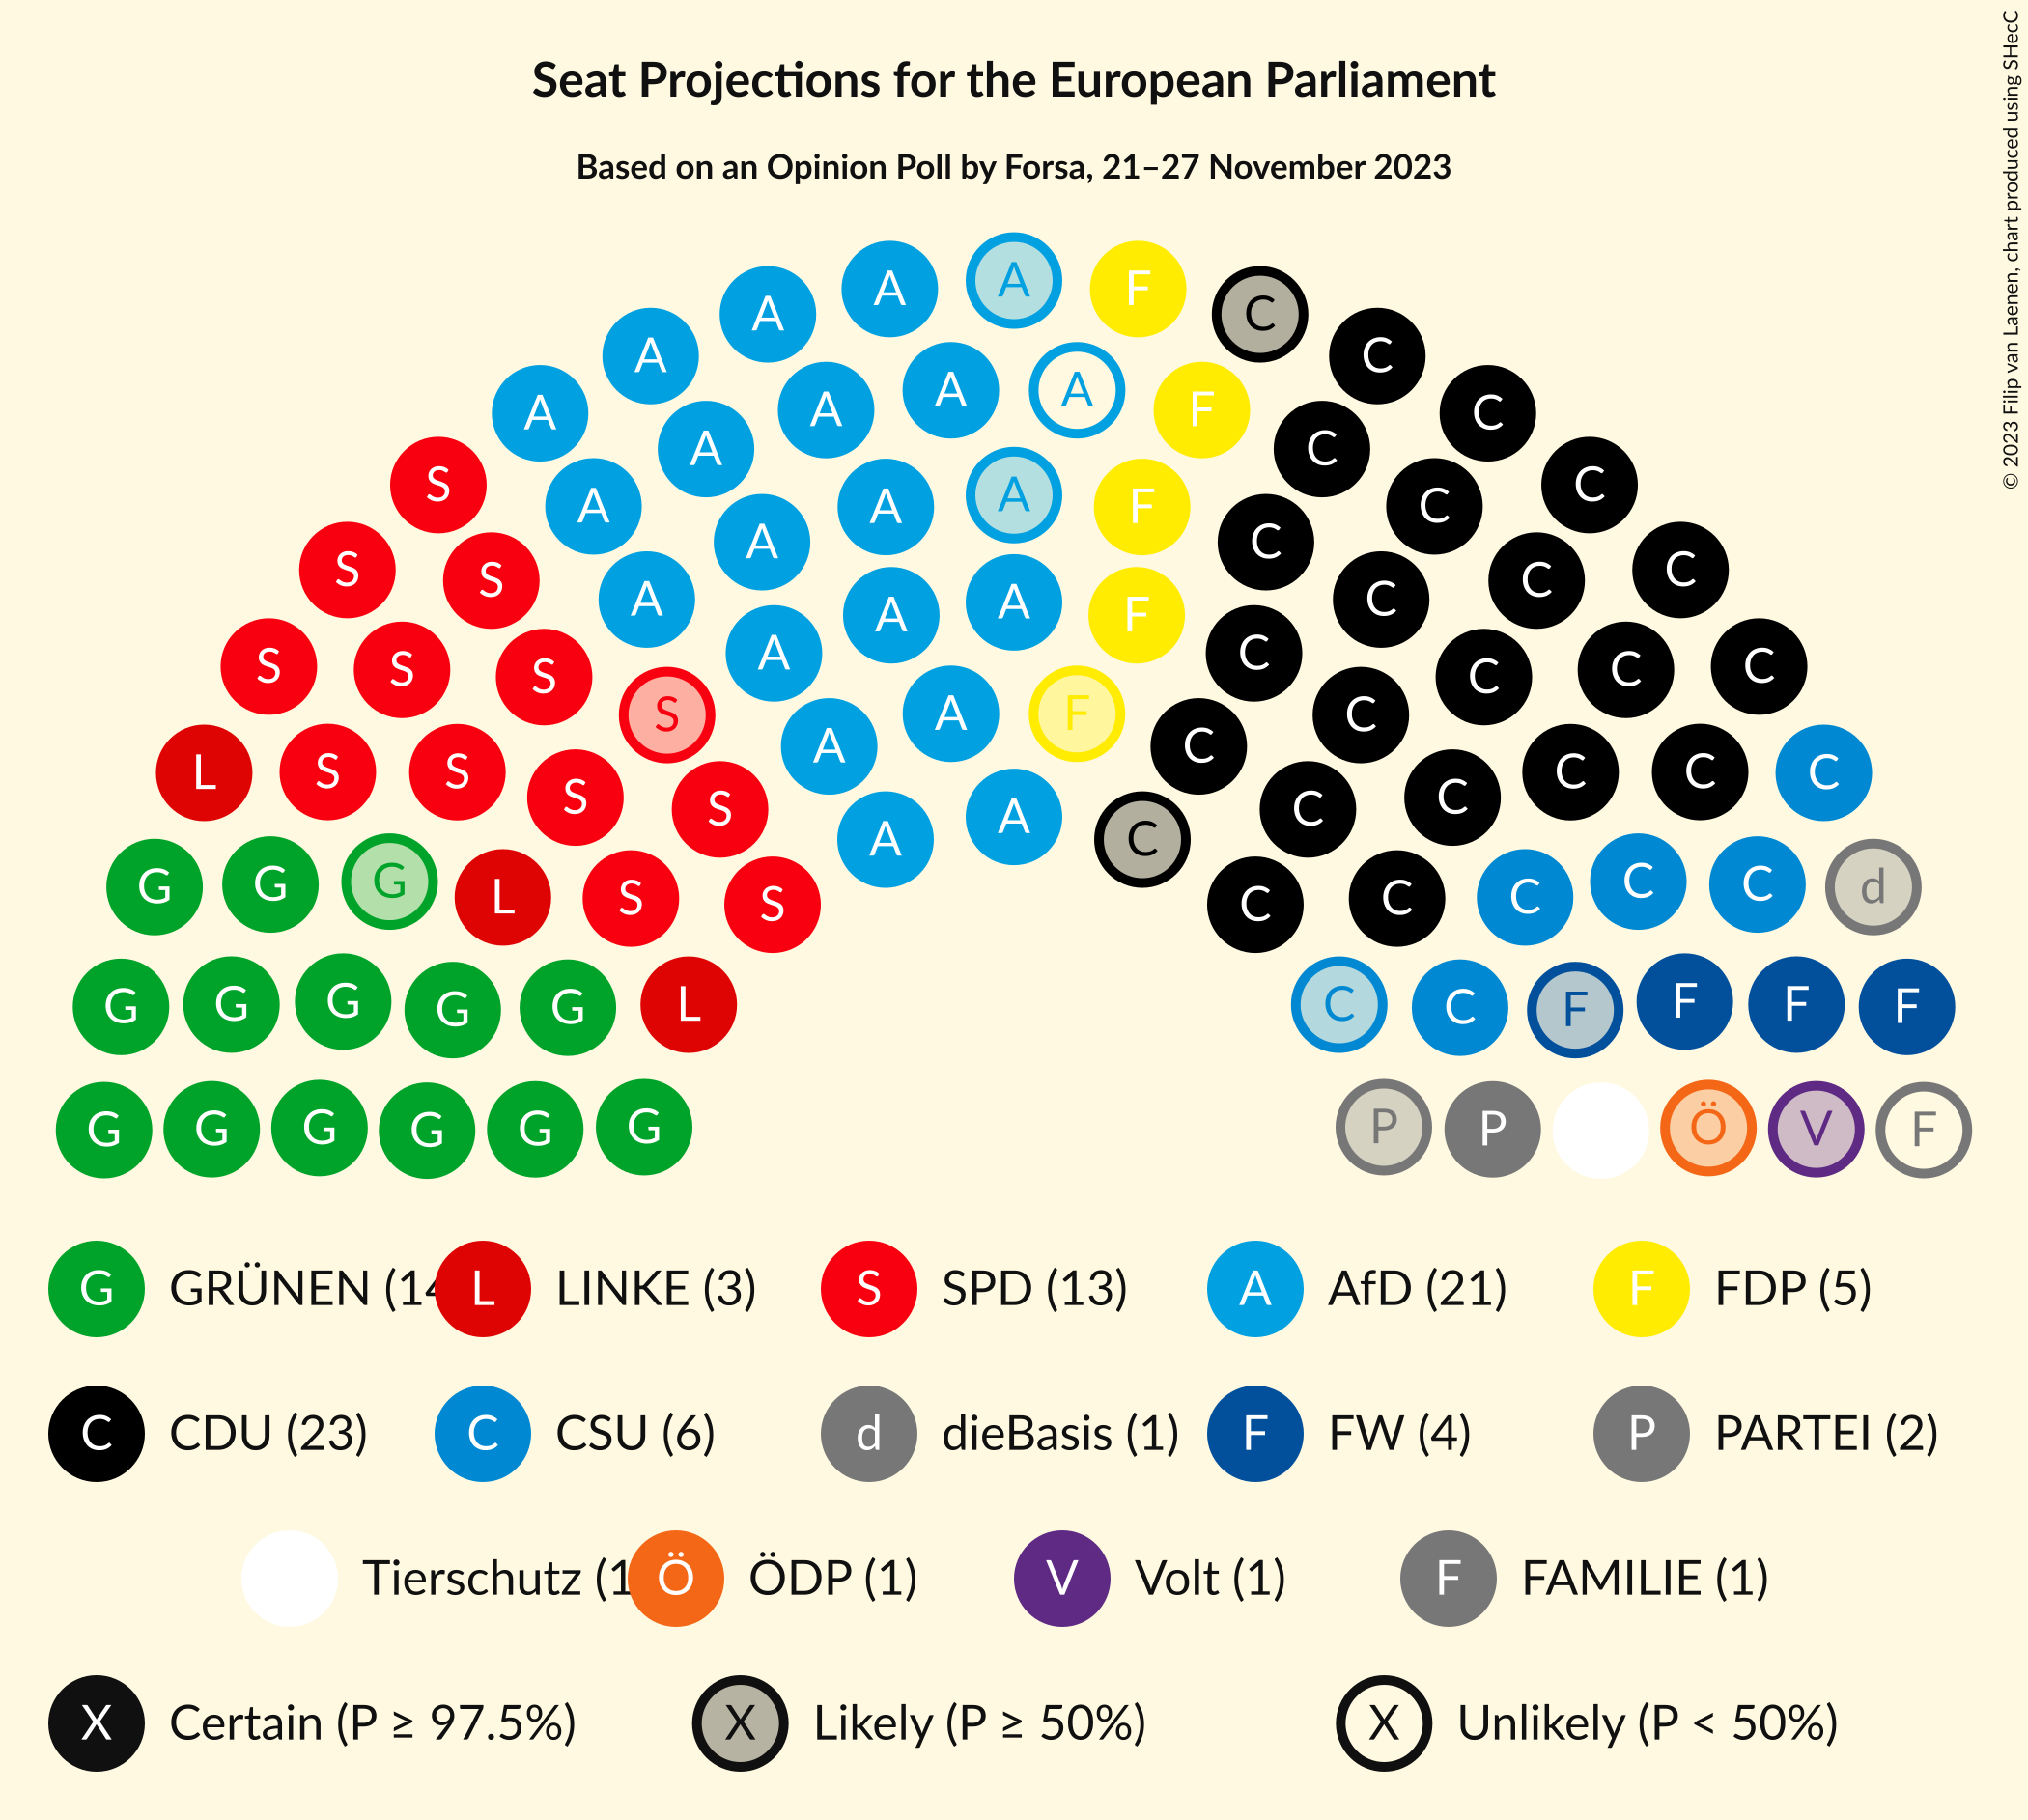 Seat Projections for the European Parliament
Based on an Opinion Poll by Forsa, 21–27 November 2023
© 2023 Filip van Laenen, chart produced using SHecC
A
A F
A C
A C
A A
A F
A C
A C
S A
A F
A C
A C
S C
S A
A C
S C
A F
A C
S C
S C
S A
A C
S C
S A
F C
L S
S C
C C
S S
A A
C C
C
G G G L S S
C C C C C C d
G G G G G L
C C F F F F
G G G G G G
P P Ö V F
G GRÜNEN (14 L LINKE (3) S SPD (13) A AfD (21) F FDP (5)
C CDU (23) C CSU (6) d dieBasis (1) F FW (4) P PARTEI (2)
Tierschutz (1 Ö ÖDP (1) V Volt (1) F FAMILIE (1)
X Certain (P ≥ 97.5%) X Likely (P ≥ 50%) X Unlikely (P < 50%)